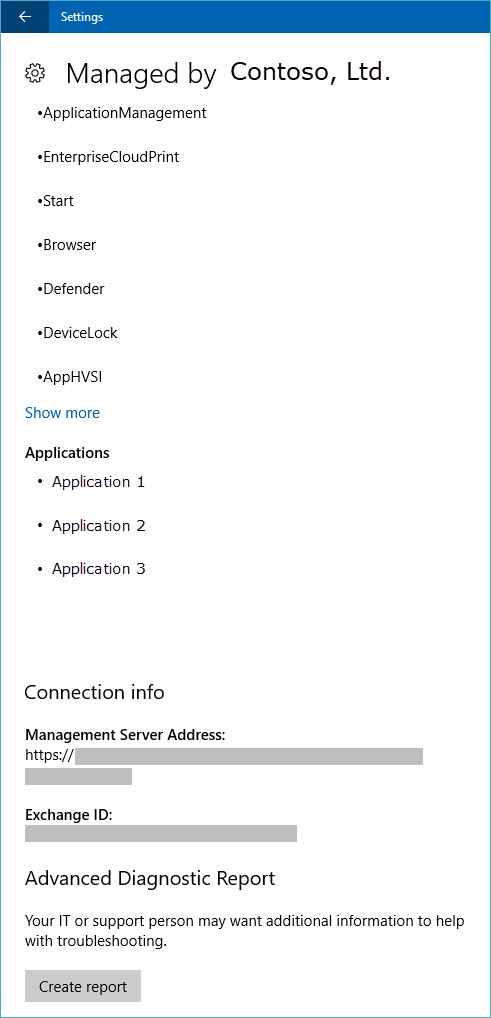 Settings
Managed by Contoso, Ltd.
•ApplicationManagement
•EnterpriseCloudPrint
•Start
•Browser
•Defender
•DeviceLock
•AppHVSI
Show more
Applications
• Application 1
• Application 2
• Application 3
Connection info
Management Server Address:
https://
Exchange ID:
Advanced Diagnostic Report
Your IT or support person may want additional information to help
with troubleshooting.
Create report